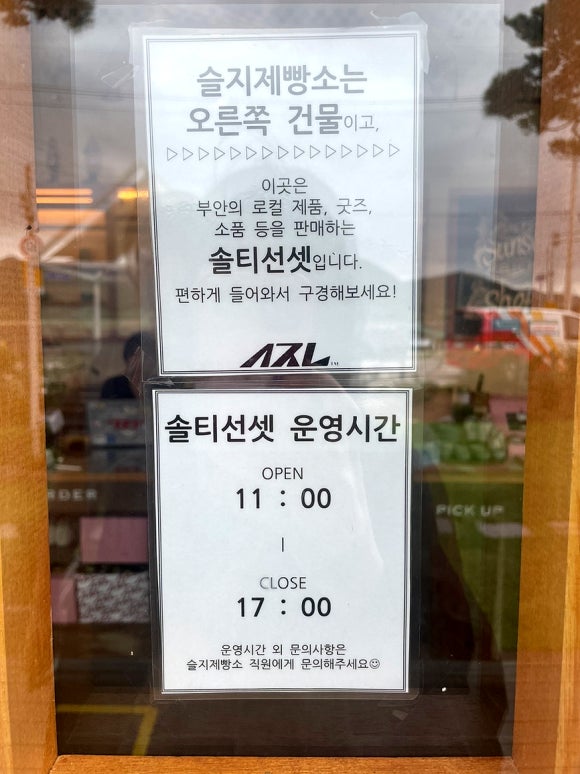 슬지제빵소는
오른쪽 건물이고,
▷▷▷▷▷▷▷▷▷▷▷▷▷▷▷
이곳은
부안의 로컬 제품, 굿즈,
소품 등을 판매하는
솔티선셋입니다.
편하게 들어와서 구경해보세요!
솔티선셋 운영시간
OPEN
11 : 00
|
CLOSE
17 : 00
운영시간 외 문의사항은
슬지제빵소 직원에게 문의해주세요☺
PICK UP